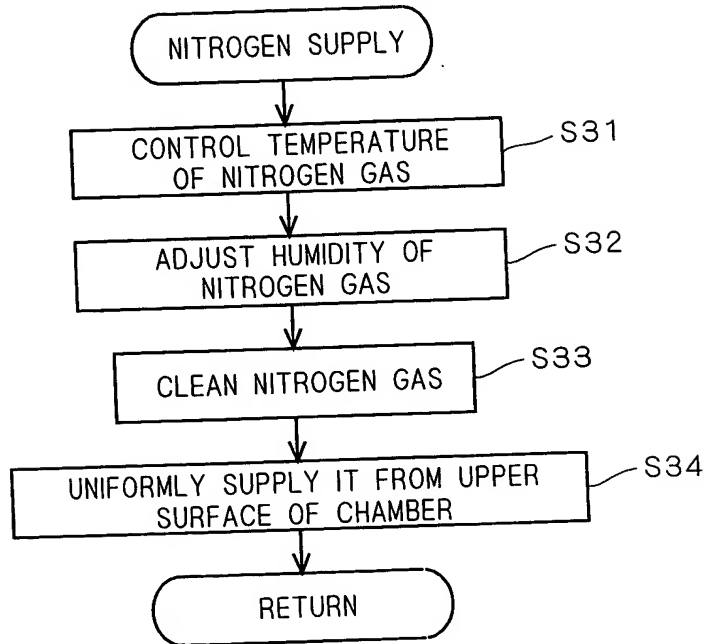 NITROGEN SUPPLY
CONTROL TEMPERATURE
OF NITROGEN GAS
S31
ADJUST HUMIDITY OF
NITROGEN GAS
S32
CLEAN NITROGEN GAS
S33
UNIFORMLY SUPPLY IT FROM UPPER
SURFACE OF CHAMBER
S34
RETURN